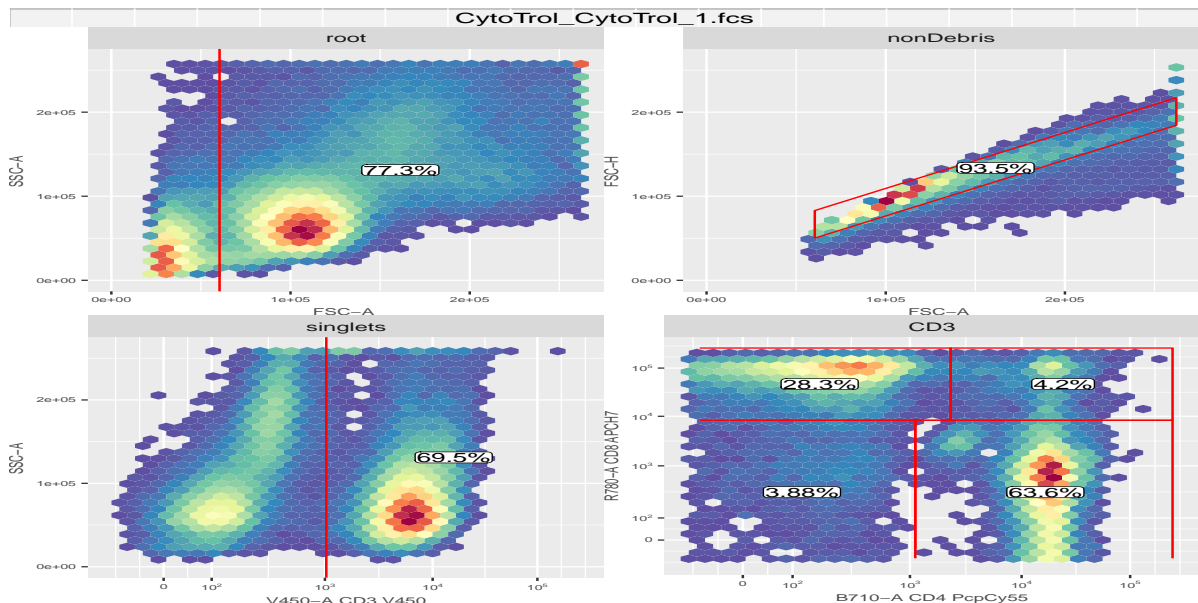 CytoTrol_CytoTrol_1.fcs
root
nonDebris
SSC-A
2e+05
1e+05
0e+00
77.3%
0e+00
1e+05
2e+05
FSC-A
FSC-H
2e+05
1e+05
0e+00
93.5%
0e+00
1e+05
2e+05
FSC-A
singlets
CD3
SSC-A
2e+05
1e+05
0e+00
69.5%
0
10²
10³
10⁴
10⁶
V450-A CD3 V450
R780-A CD8 APCH7
28.3%
4.2%
3.88%
63.6%
10⁴
10³
10²
0
0
10²
10³
10⁴
B710-A CD4 PcpCy55